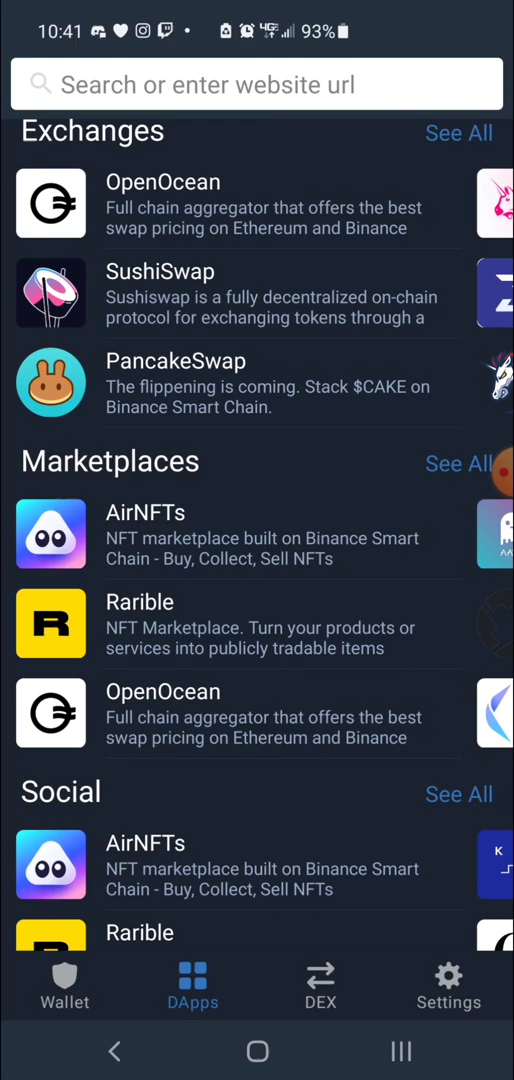 10:41 93%
Search or enter website url
Exchanges See All
OpenOcean
Full chain aggregator that offers the best
swap pricing on Ethereum and Binance
SushiSwap
Sushiswap is a fully decentralized on-chain
protocol for exchanging tokens through a
PancakeSwap
The flippening is coming. Stack $CAKE on
Binance Smart Chain.
Marketplaces See All
AirNFTs
NFT marketplace built on Binance Smart
Chain - Buy, Collect, Sell NFTs
Rarible
R
NFT Marketplace. Turn your products or
services into publicly tradable items
OpenOcean
Full chain aggregator that offers the best
swap pricing on Ethereum and Binance
Social See All
AirNFTs
NFT marketplace built on Binance Smart
Chain - Buy, Collect, Sell NFTs
K
Rarible
Wallet DApps DEX Settings